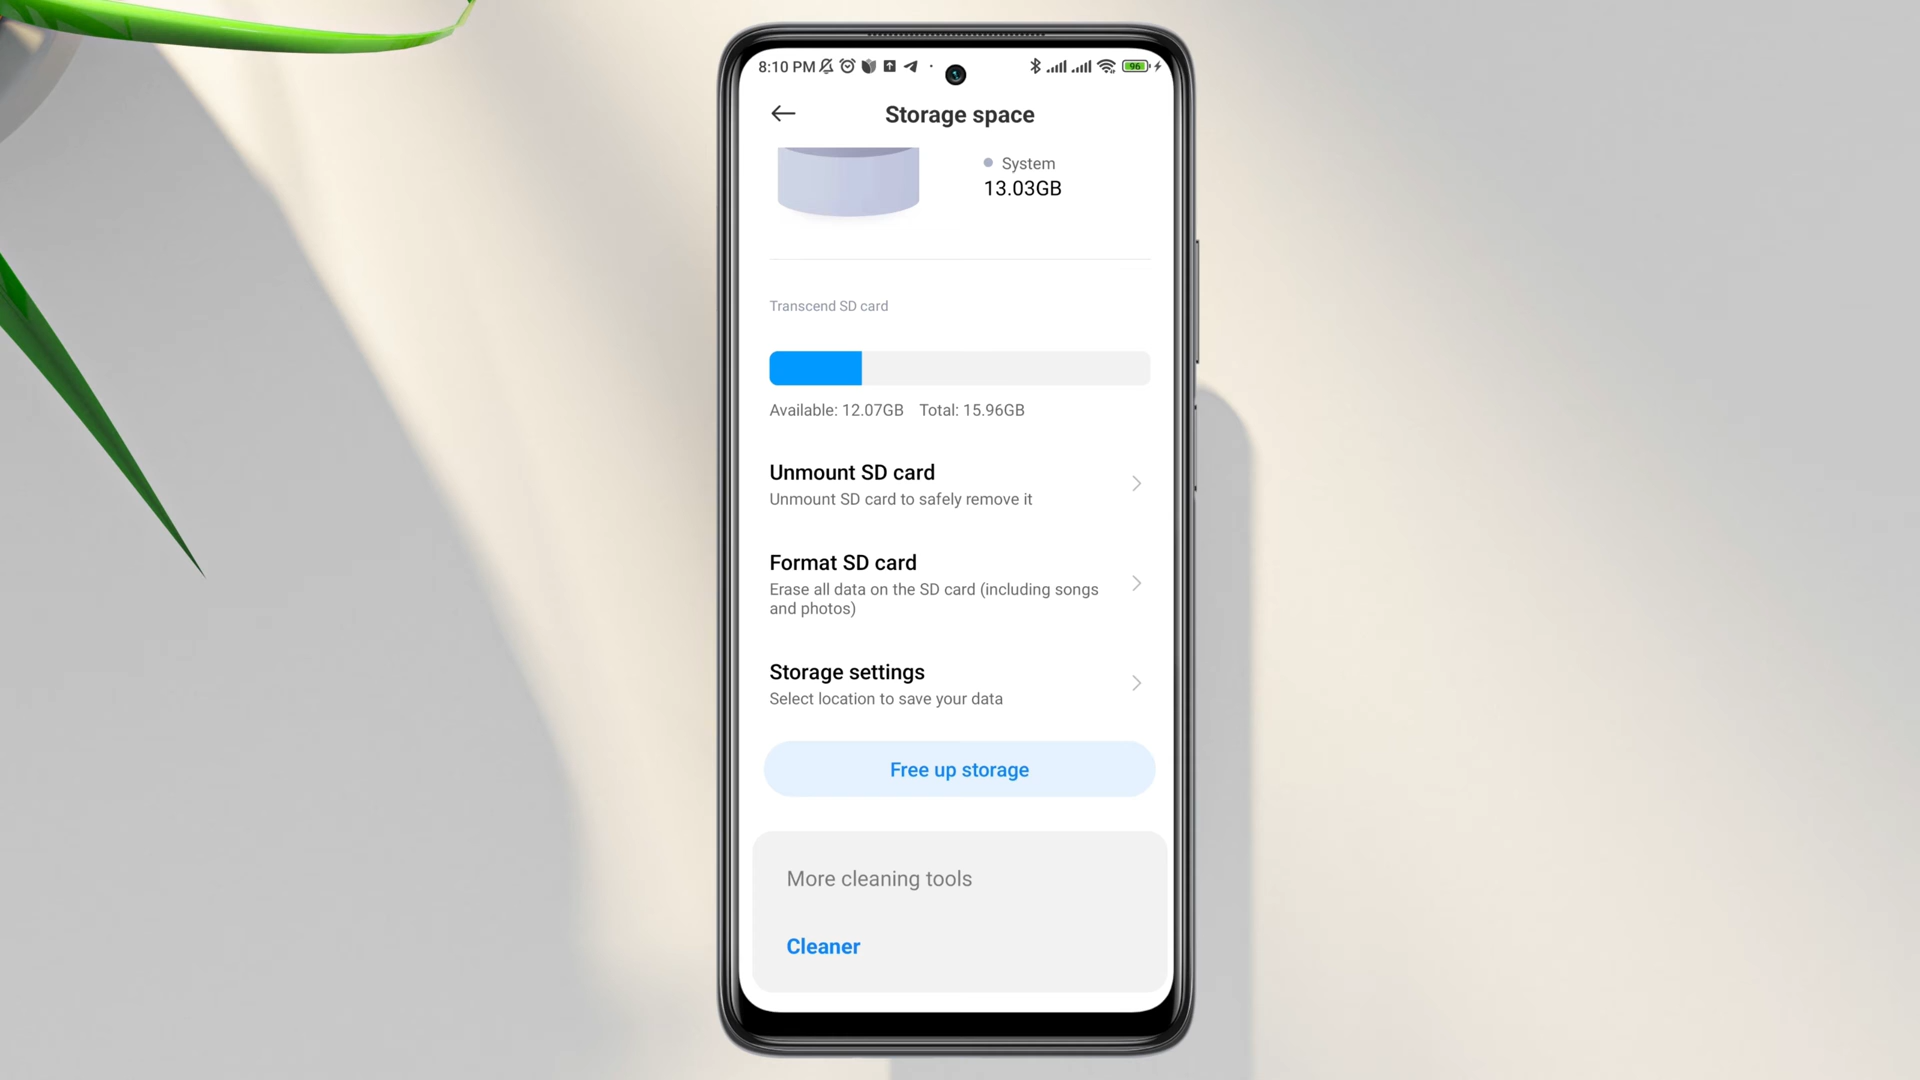 8:10 PM
96
Storage space
System
13.03GB
Transcend SD card
Available: 12.07GB Total: 15.96GB
Unmount SD card
Unmount SD card to safely remove it
Format SD card
Erase all data on the SD card (including songs
and photos)
Storage settings
Select location to save your data
Free up storage
More cleaning tools
Cleaner